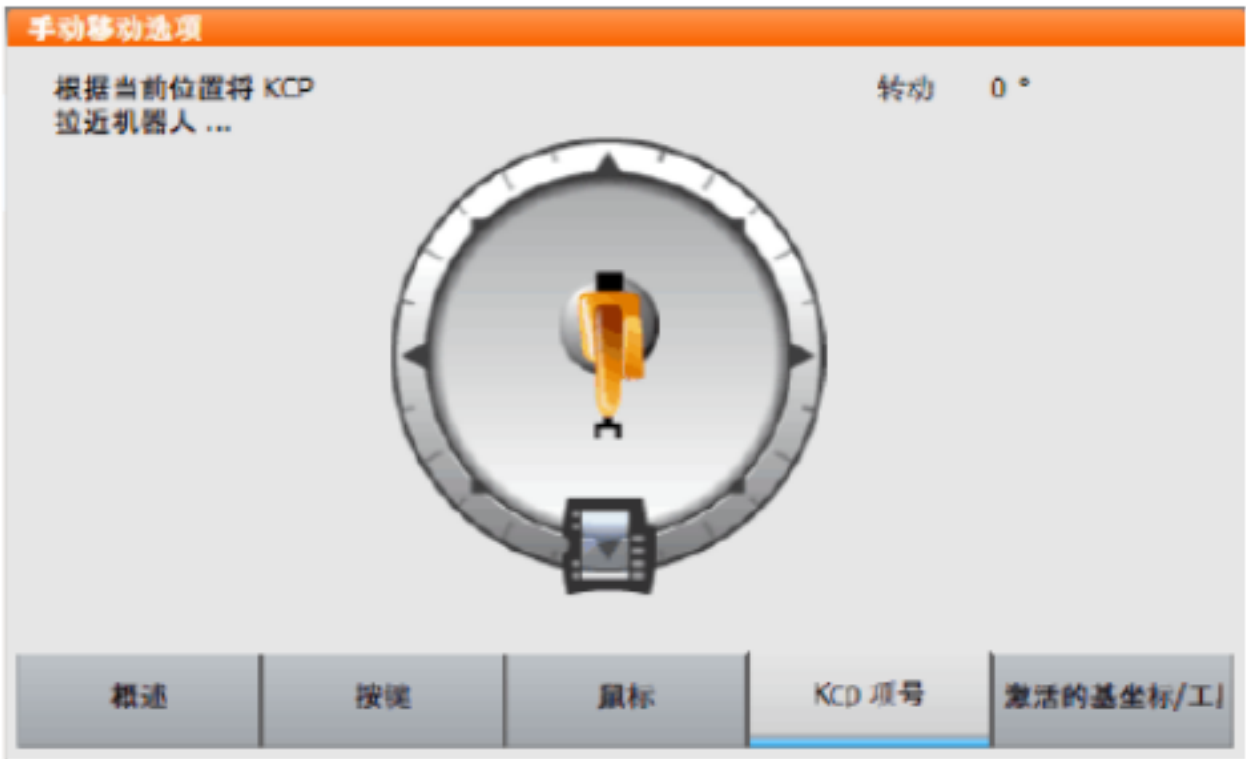 手动移动选项
根据当前位置将 KCP
拉近机器人 ...
转动 0 °
概述
按键
鼠标
Kcp 项号
激活的基坐标/工